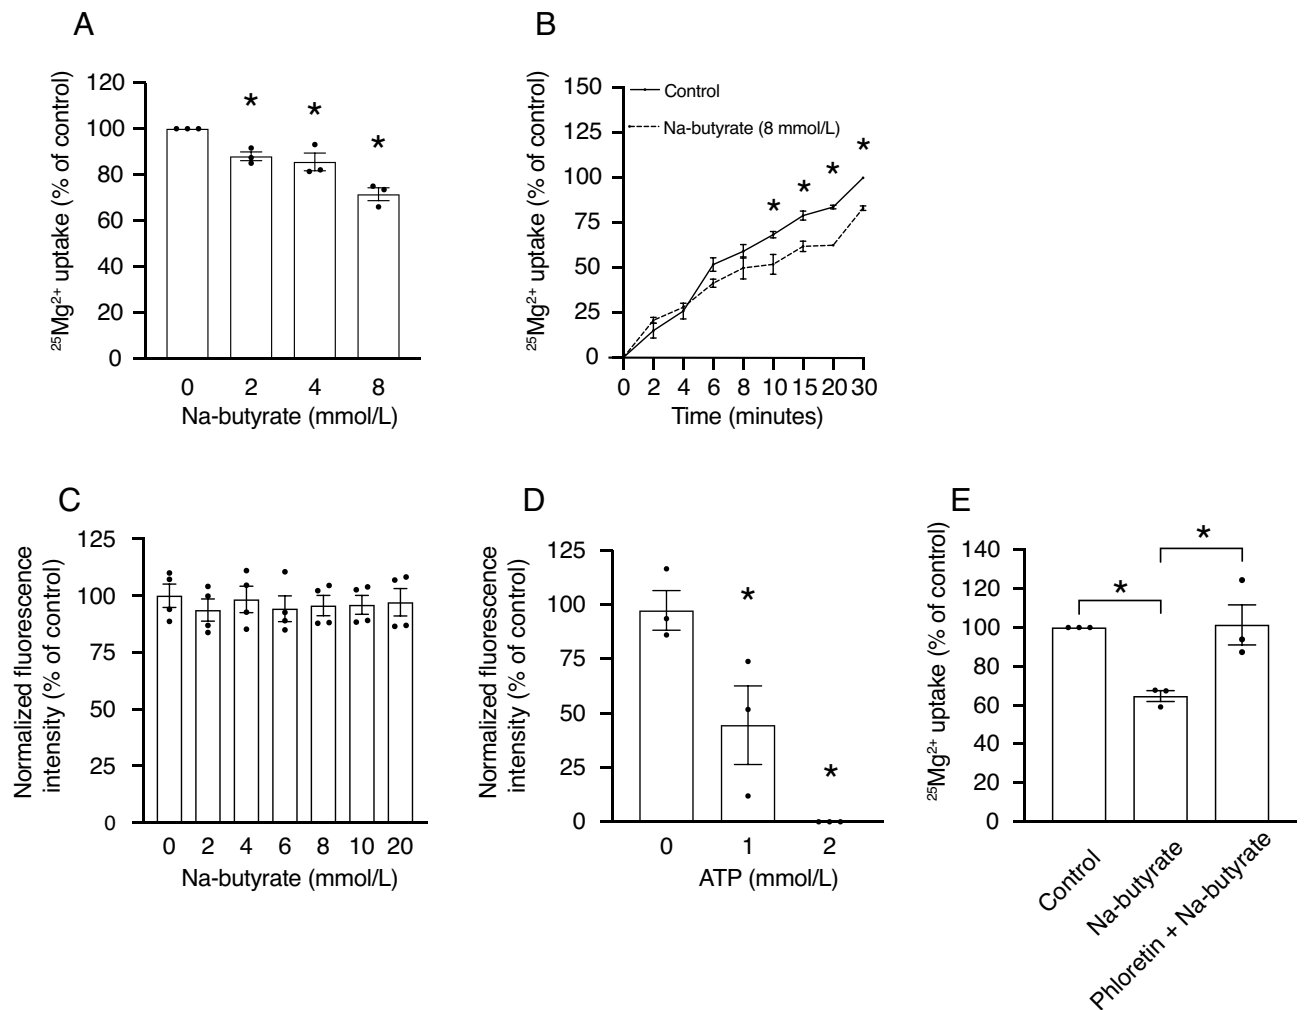 A
²⁵Mg²⁺ uptake (% of control)
120
100
80
60
40
20
0
* * *
0 2 4 8
Na-butyrate (mmol/L)
B
²⁵Mg²⁺ uptake (% of control)
150
125
100
75
50
25
0
Control
Na-butyrate (8 mmol/L)
* * * *
0 2 4 6 8 10 15 20 30
Time (minutes)
C
Normalized fluorescence
intensity (% of control)
125
100
75
50
25
0
0 2 4 6 8 10 20
Na-butyrate (mmol/L)
D
Normalized fluorescence
intensity (% of control)
125
100
75
50
25
0
* *
0 1 2
ATP (mmol/L)
E
²⁵Mg²⁺ uptake (% of control)
140
120
100
80
60
40
20
0
* *
Control
Na-butyrate
Phloretin + Na-butyrate